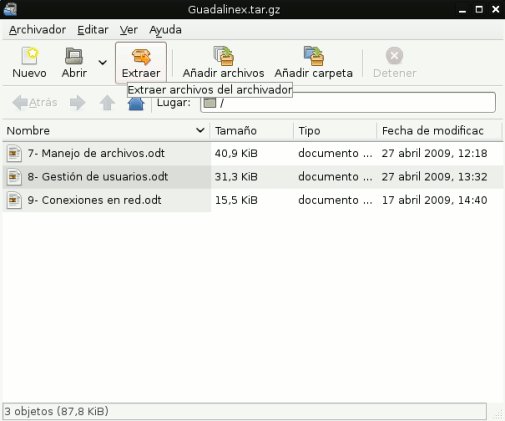 Guadalinex.tar.gz
Archivador Editar Ver Ayuda
Nuevo Abrir Extraer Añadir archivos Añadir carpeta Detener
Extraer archivos del archivador
Atrás Lugar: /
Nombre Tamaño Tipo Fecha de modificac
7- Manejo de archivos.odt 40,9 KiB documento ... 27 abril 2009, 12:18
8- Gestión de usuarios.odt 31,3 KiB documento ... 27 abril 2009, 13:32
9- Conexiones en red.odt 15,5 KiB documento ... 17 abril 2009, 14:40
3 objetos (87,8 KiB)